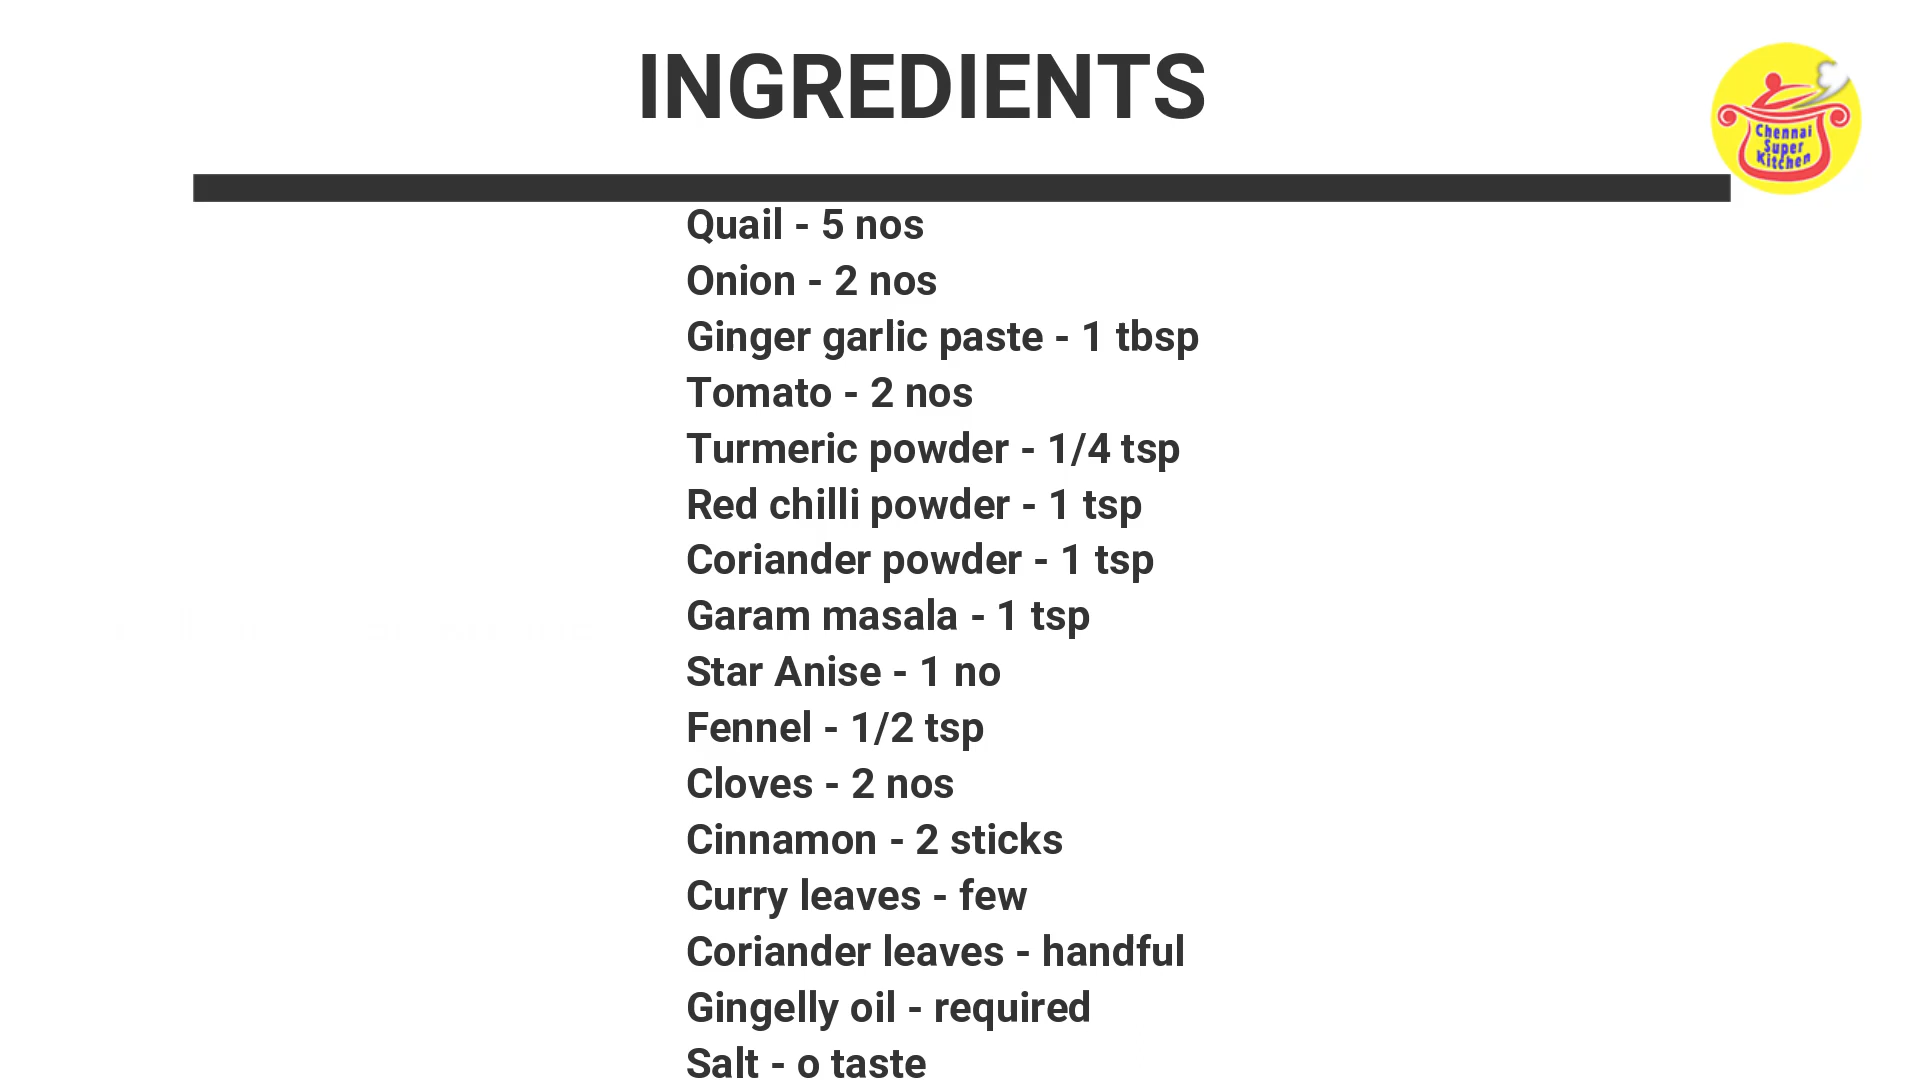 INGREDIENTS
Chennai
Super
Kitchen
Quail - 5 nos
Onion - 2 nos
Ginger garlic paste - 1 tbsp
Tomato - 2 nos
Turmeric powder - 1/4 tsp
Red chilli powder - 1 tsp
Coriander powder - 1 tsp
Garam masala - 1 tsp
Star Anise - 1 no
Fennel - 1/2 tsp
Cloves - 2 nos
Cinnamon - 2 sticks
Curry leaves - few
Coriander leaves - handful
Gingelly oil - required
Salt - o taste